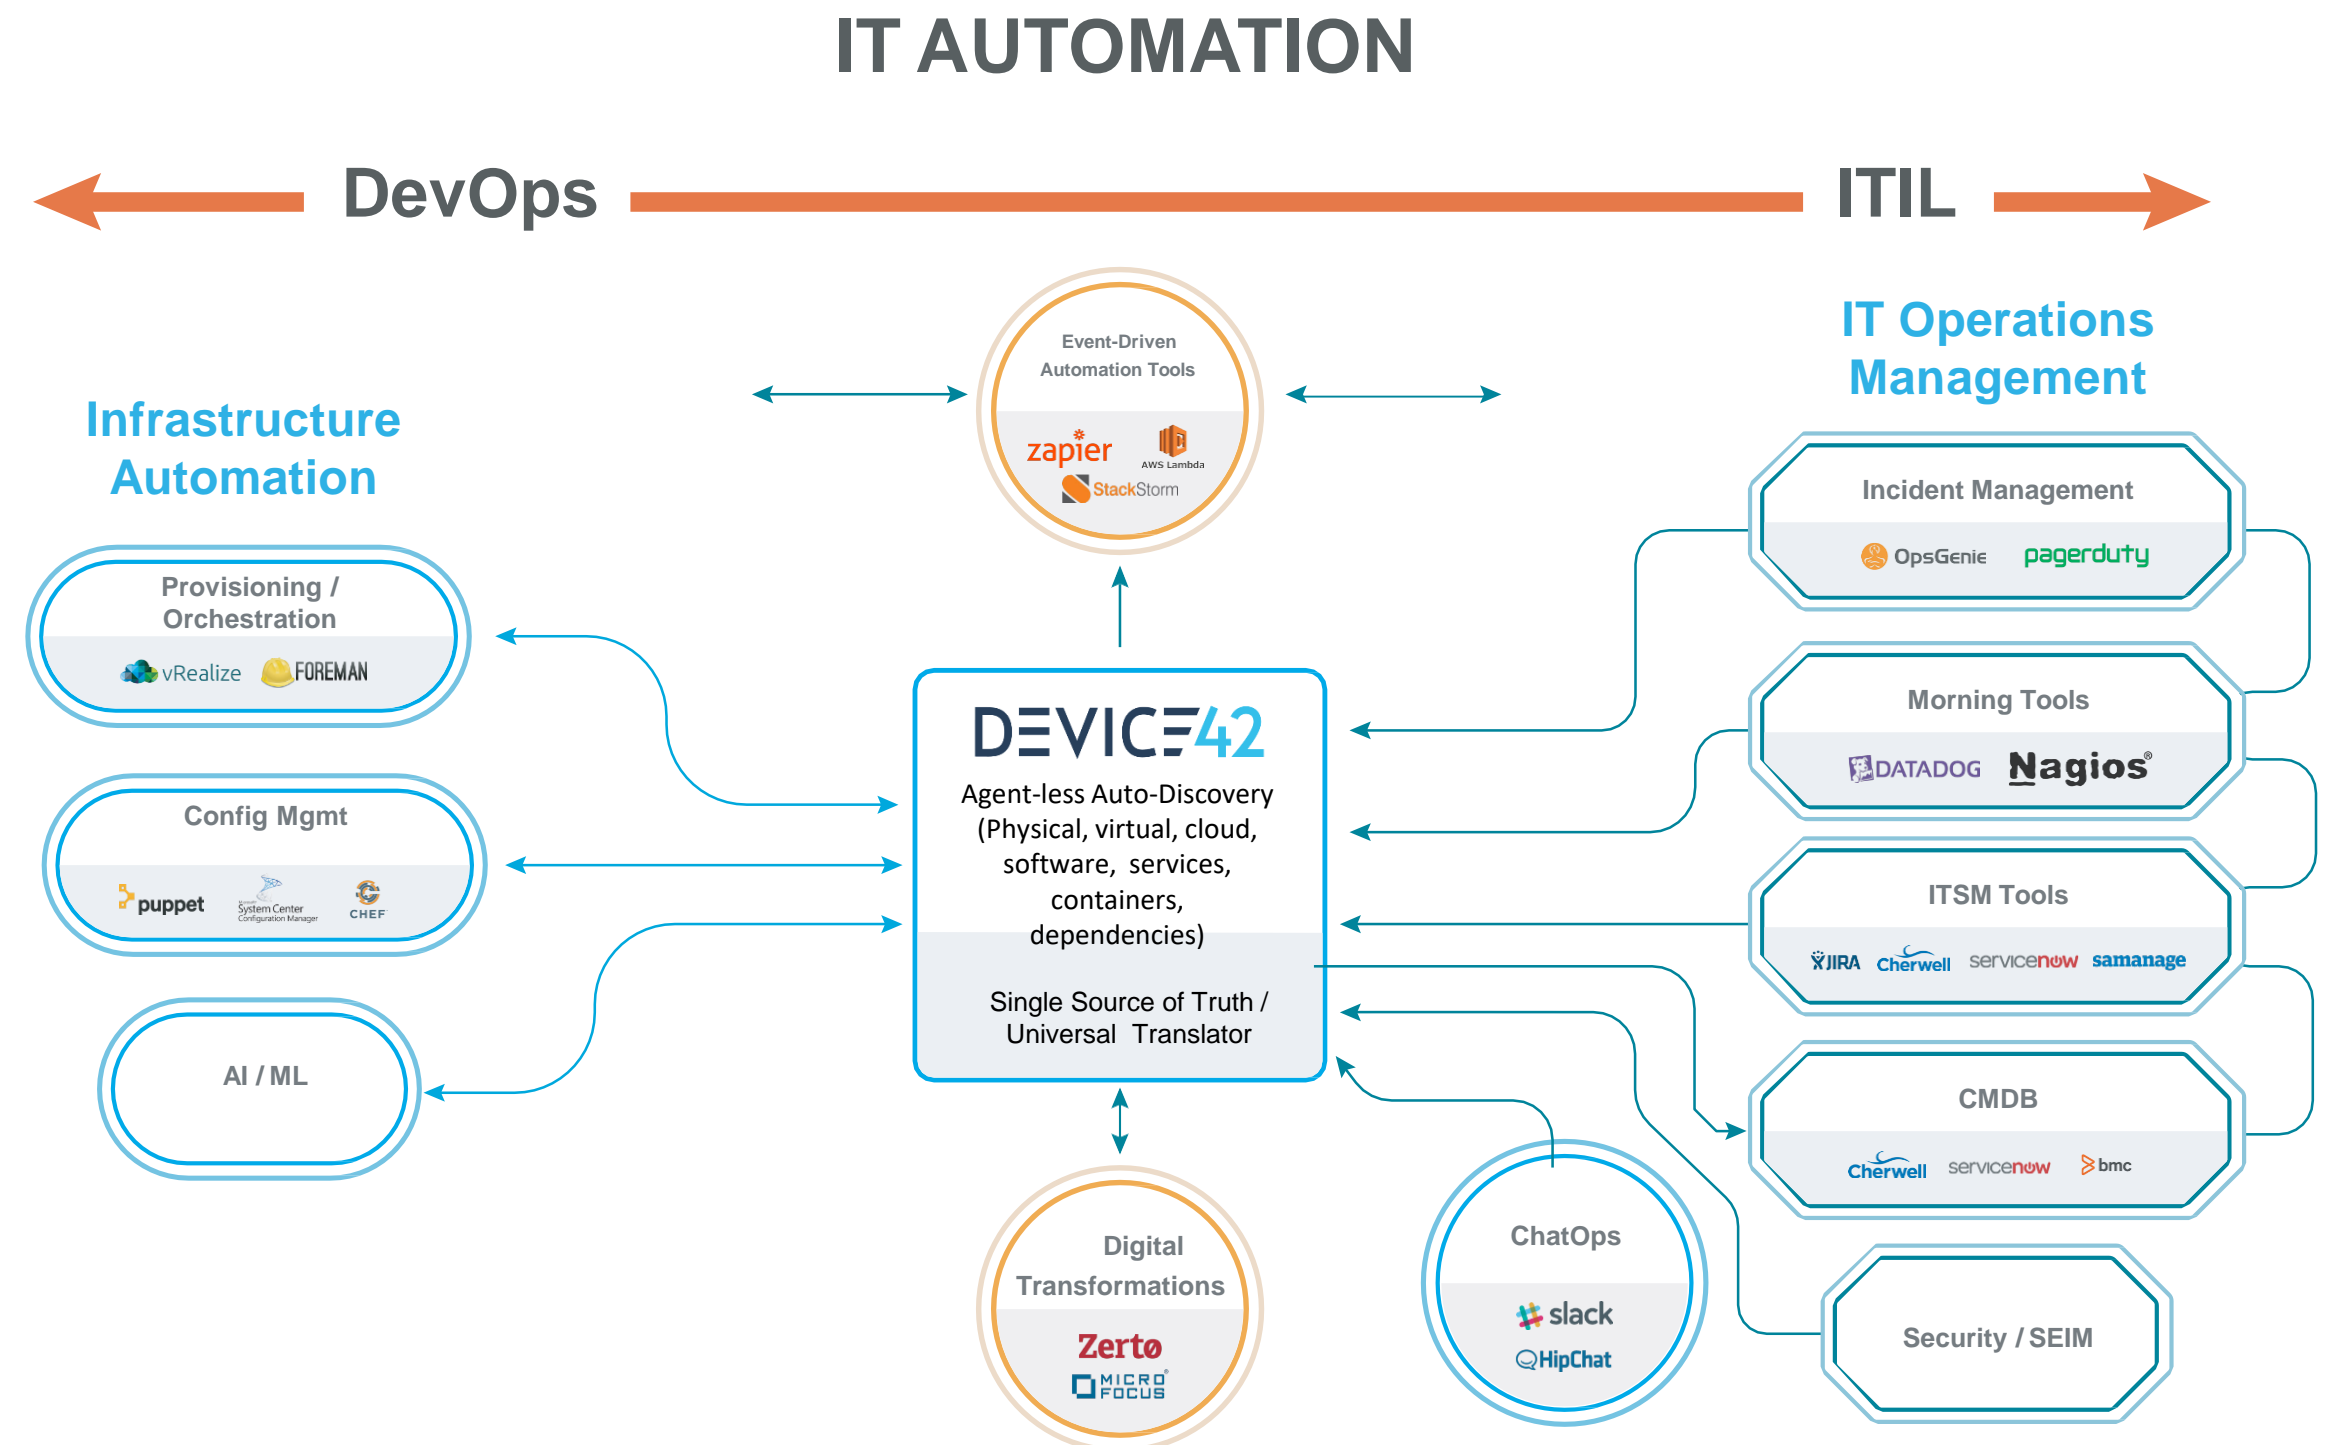 IT AUTOMATION
DevOps
ITIL
Infrastructure
Automation
Provisioning /
Orchestration
vRealize
FOREMAN
Config Mgmt
puppet
System Center
Configuration Manager
CHEF
AI / ML
Event-Driven
Automation Tools
zapier
AWS Lambda
StackStorm
DEVICE42
Agent-less Auto-Discovery
(Physical, virtual, cloud,
software, services,
containers,
dependencies)
Single Source of Truth /
Universal Translator
Digital
Transformations
Zerto
MICRO
FOCUS
ChatOps
slack
HipChat
IT Operations
Management
Incident Management
OpsGenie
pagerduty
Morning Tools
DATADOG
Nagios®
ITSM Tools
JIRA
Cherwell
servicenow
samanage
CMDB
Cherwell
servicenow
bmc
Security / SEIM